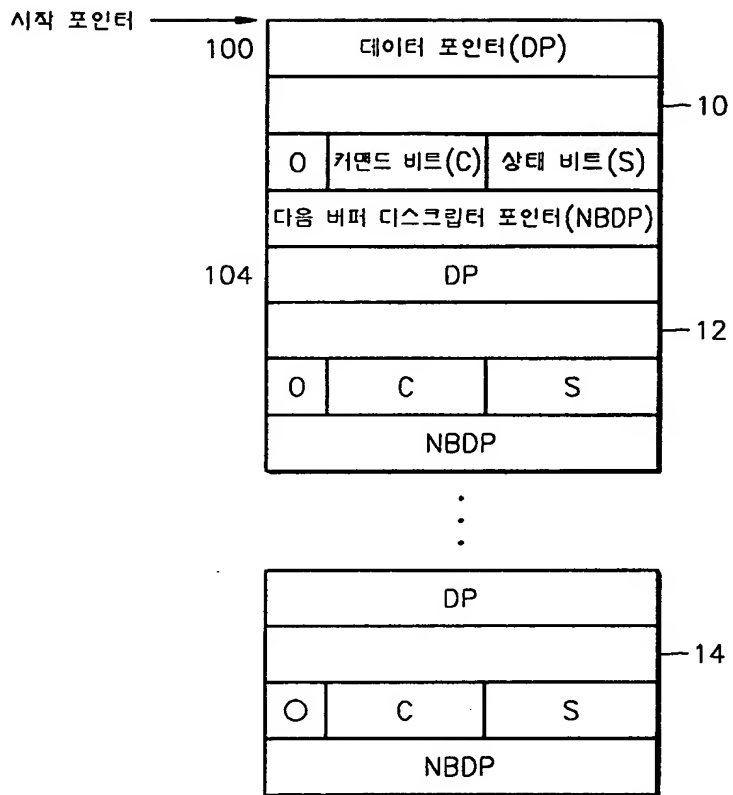 시작 포인터
100 데이터 포인터(DP)
10
O 커맨드 비트(C) 상태 비트(S)
다음 버퍼 디스크립터 포인터(NBDP)
104 DP
12
O C S
NBDP
DP
14
O C S
NBDP